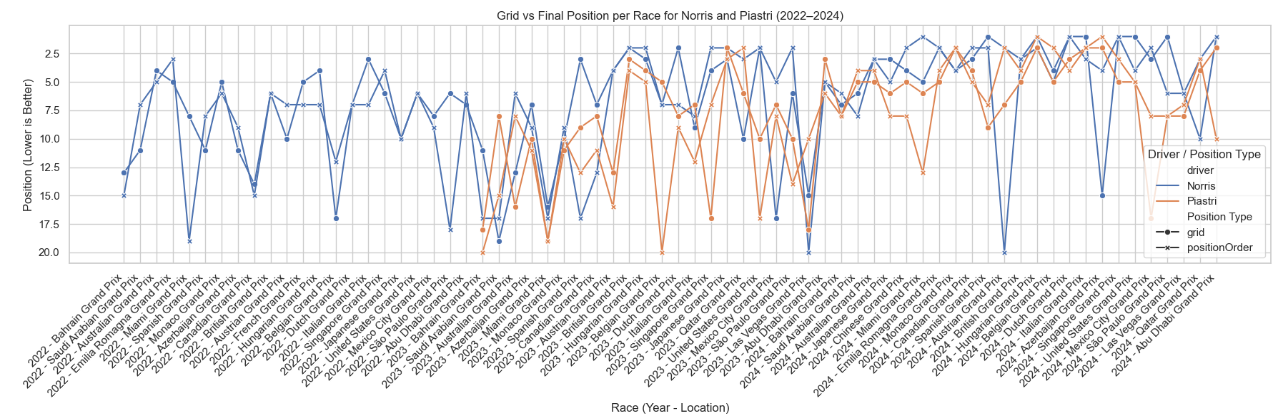 Grid vs Final Position per Race for Norris and Piastri (2022–2024)
Position (Lower is Better)
2.5
5.0
7.5
10.0
12.5
15.0
17.5
20.0
Driver / Position Type
driver
Norris
Piastri
Position Type
grid
positionOrder
2022 - Bahrain Grand Prix
2022 - Saudi Arabian Grand Prix
2022 - Australian Grand Prix
2022 - Emilia Romagna Grand Prix
2022 - Miami Grand Prix
2022 - Spanish Grand Prix
2022 - Monaco Grand Prix
2022 - Azerbaijan Grand Prix
2022 - Canadian Grand Prix
2022 - British Grand Prix
2022 - Austrian Grand Prix
2022 - French Grand Prix
2022 - Hungarian Grand Prix
2022 - Belgian Grand Prix
2022 - Dutch Grand Prix
2022 - Italian Grand Prix
2022 - Singapore Grand Prix
2022 - Japanese Grand Prix
2022 - United States Grand Prix
2022 - Mexico City Grand Prix
2022 - São Paulo Grand Prix
2022 - Abu Dhabi Grand Prix
2023 - Bahrain Grand Prix
2023 - Saudi Arabian Grand Prix
2023 - Australian Grand Prix
2023 - Azerbaijan Grand Prix
2023 - Miami Grand Prix
2023 - Monaco Grand Prix
2023 - Spanish Grand Prix
2023 - Canadian Grand Prix
2023 - Austrian Grand Prix
2023 - British Grand Prix
2023 - Hungarian Grand Prix
2023 - Belgian Grand Prix
2023 - Dutch Grand Prix
2023 - Italian Grand Prix
2023 - Singapore Grand Prix
2023 - Japanese Grand Prix
2023 - Qatar Grand Prix
2023 - United States Grand Prix
2023 - Mexico City Grand Prix
2023 - São Paulo Grand Prix
2023 - Las Vegas Grand Prix
2023 - Abu Dhabi Grand Prix
2024 - Bahrain Grand Prix
2024 - Saudi Arabian Grand Prix
2024 - Australian Grand Prix
2024 - Japanese Grand Prix
2024 - Chinese Grand Prix
2024 - Miami Grand Prix
2024 - Emilia Romagna Grand Prix
2024 - Monaco Grand Prix
2024 - Canadian Grand Prix
2024 - Spanish Grand Prix
2024 - Austrian Grand Prix
2024 - British Grand Prix
2024 - Hungarian Grand Prix
2024 - Belgian Grand Prix
2024 - Dutch Grand Prix
2024 - Italian Grand Prix
2024 - Azerbaijan Grand Prix
2024 - Singapore Grand Prix
2024 - United States Grand Prix
2024 - Mexico City Grand Prix
2024 - São Paulo Grand Prix
2024 - Las Vegas Grand Prix
2024 - Qatar Grand Prix
2024 - Abu Dhabi Grand Prix
Race (Year - Location)